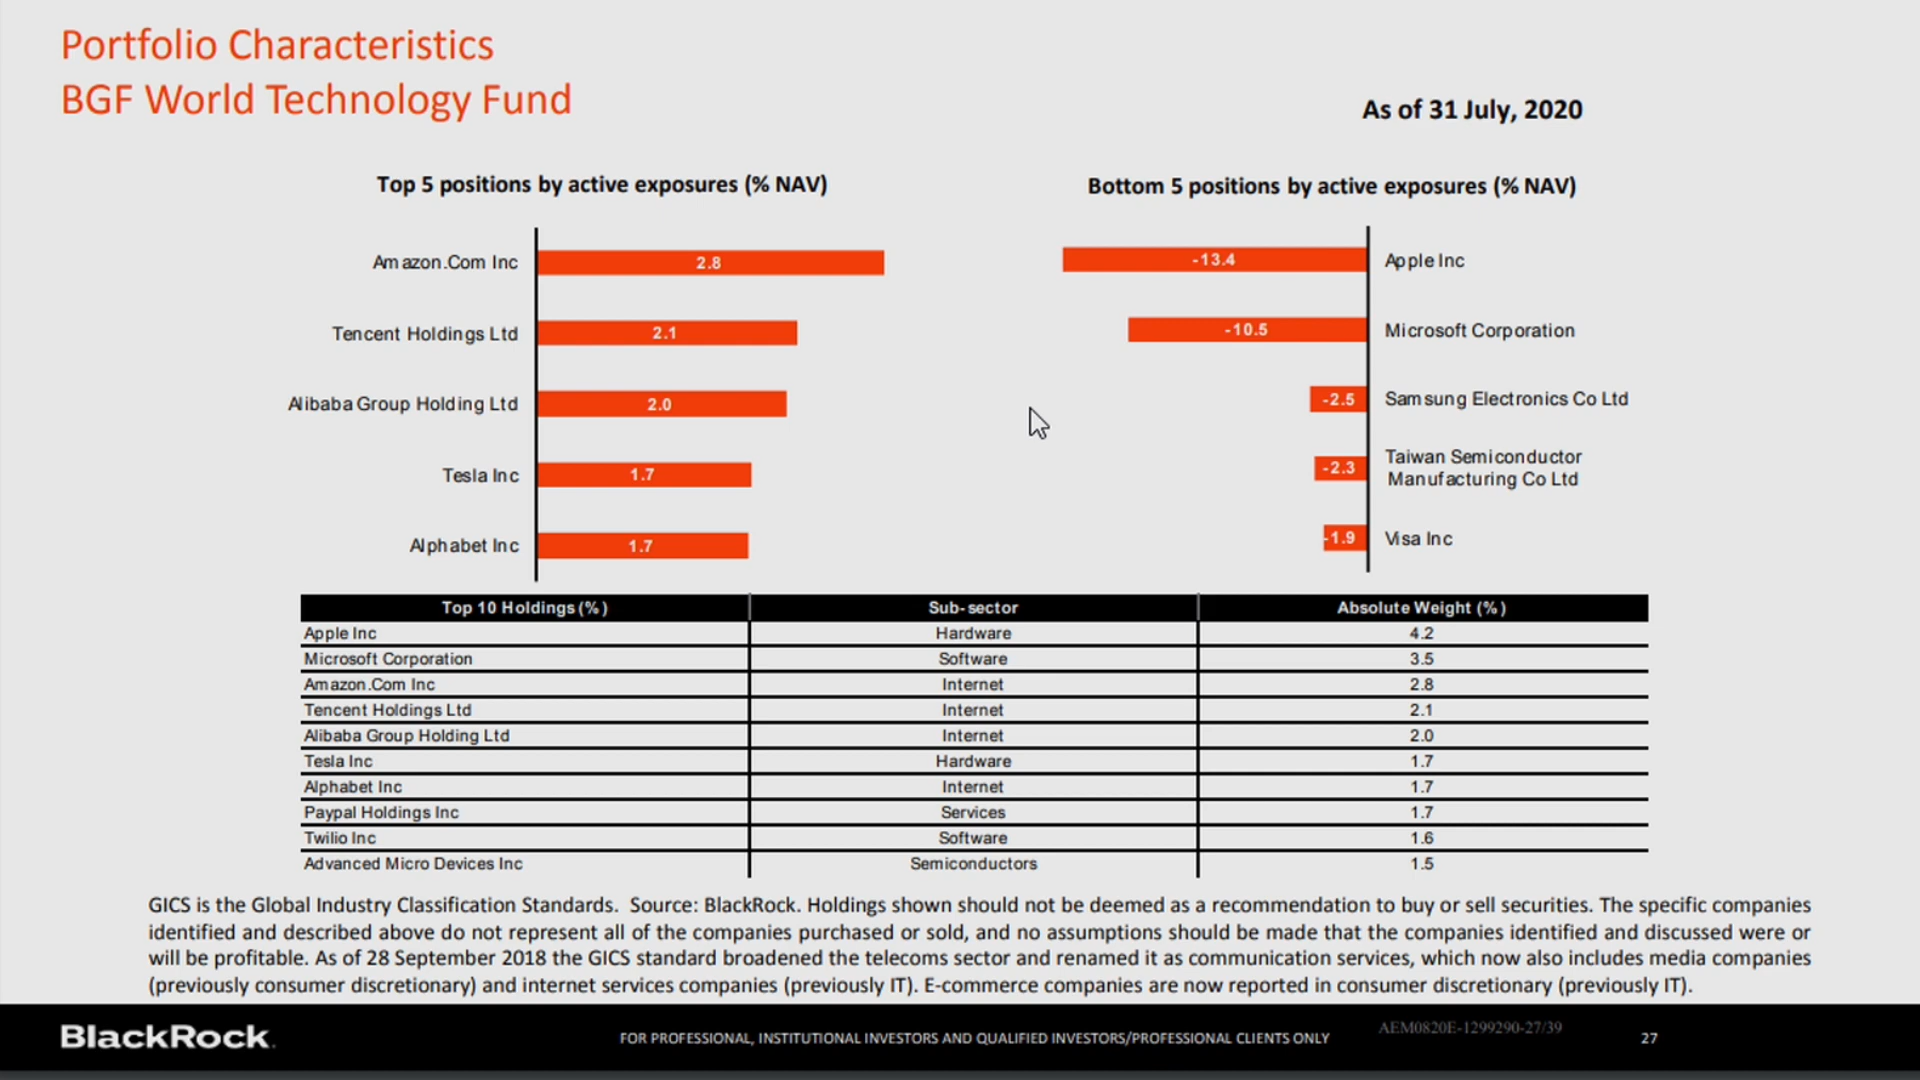 Portfolio Characteristics
BGF World Technology Fund
As of 31 July, 2020
Top 5 positions by active exposures (% NAV)
Amazon.Com Inc 2.8
Tencent Holdings Ltd 2.1
Alibaba Group Holding Ltd 2.0
Tesla Inc 1.7
Alphabet Inc 1.7
Bottom 5 positions by active exposures (% NAV)
-13.4 Apple Inc
-10.5 Microsoft Corporation
-2.5 Samsung Electronics Co Ltd
-2.3 Taiwan Semiconductor
Manufacturing Co Ltd
-1.9 Visa Inc
Top 10 Holdings (%) Sub-sector Absolute Weight (%)
Apple Inc Hardware 4.2
Microsoft Corporation Software 3.5
Amazon.Com Inc Internet 2.8
Tencent Holdings Ltd Internet 2.1
Alibaba Group Holding Ltd Internet 2.0
Tesla Inc Hardware 1.7
Alphabet Inc Internet 1.7
Paypal Holdings Inc Services 1.7
Twilio Inc Software 1.6
Advanced Micro Devices Inc Semiconductors 1.5
GICS is the Global Industry Classification Standards. Source: BlackRock. Holdings shown should not be deemed as a recommendation to buy or sell securities. The specific companies
identified and described above do not represent all of the companies purchased or sold, and no assumptions should be made that the companies identified and discussed were or
will be profitable. As of 28 September 2018 the GICS standard broadened the telecoms sector and renamed it as communication services, which now also includes media companies
(previously consumer discretionary) and internet services companies (previously IT). E-commerce companies are now reported in consumer discretionary (previously IT).
BlackRock.
FOR PROFESSIONAL, INSTITUTIONAL INVESTORS AND QUALIFIED INVESTORS/PROFESSIONAL CLIENTS ONLY
AEM0820E-1299290-27/39
27